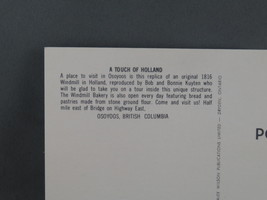 A TOUCH OF HOLLAND
A place to visit in Osoyoos is this replica of an original 1816
Windmill in Holland, reproduced by Bob and Bonnie Kuyten who
will be glad to take you on a tour inside this unique structure.
The Windmill Bakery is also open every day featuring bread and
pastries made from stone ground flour. Come and visit us! Half
mile east of Bridge on Highway East.
OSOYOOS, BRITISH COLUMBIA
PO